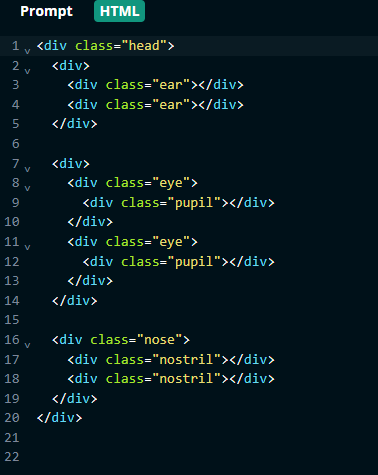 Prompt HTML
1 <div class="head">
2 <div>
3 <div class="ear"></div>
4 <div class="ear"></div>
5 </div>
6
7 <div>
8 <div class="eye">
9 <div class="pupil"></div>
10 </div>
11 <div class="eye">
12 <div class="pupil"></div>
13 </div>
14 </div>
15
16 <div class="nose">
17 <div class="nostril"></div>
18 <div class="nostril"></div>
19 </div>
20 </div>
21
22